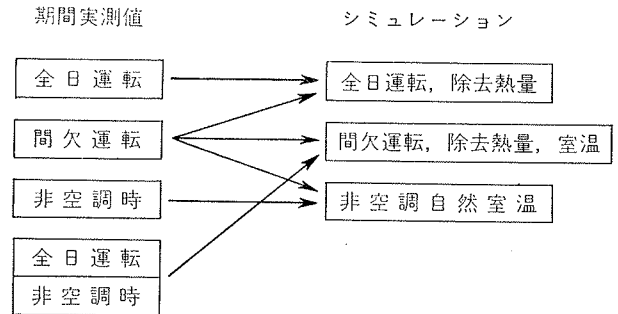 期間実測値
シミュレーション
全日運転
全日運転, 除去熱量
間欠運転
間欠運転, 除去熱量, 室温
非空調時
非空調自然室温
全日運転
非空調時